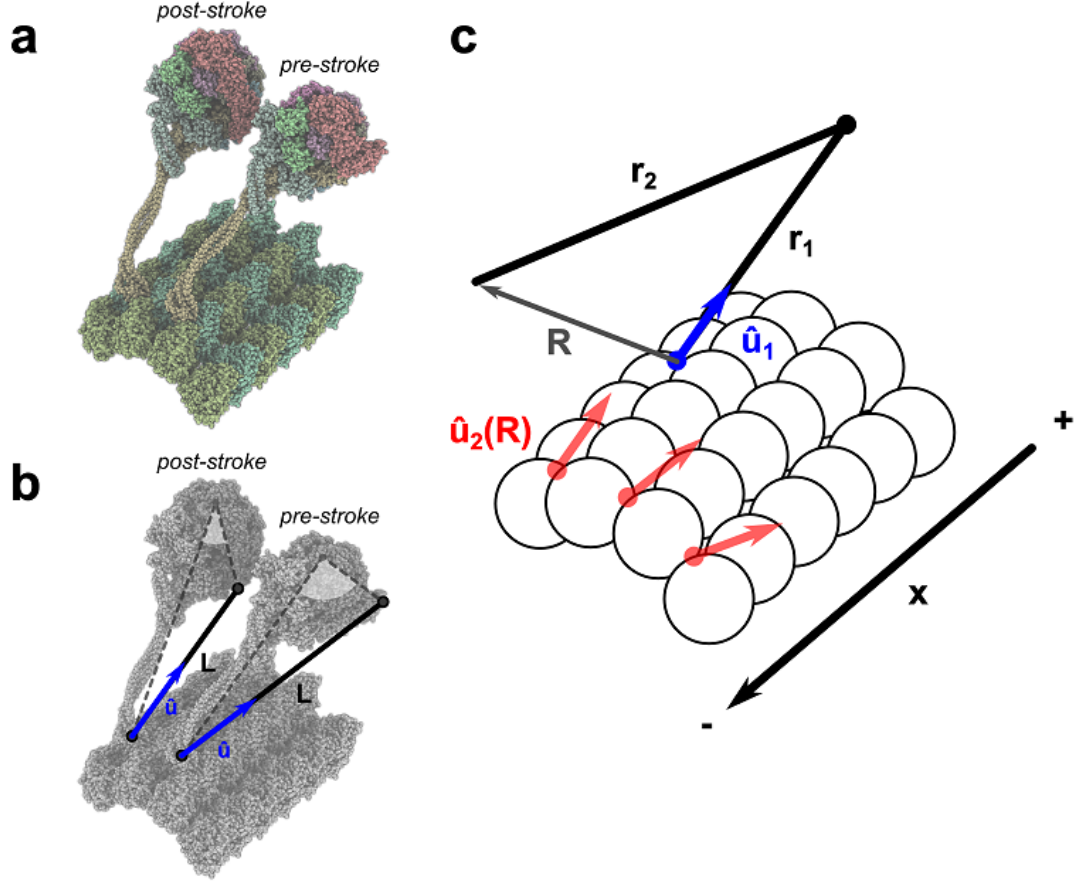 a
post-stroke
pre-stroke
b
post-stroke
pre-stroke
L
û
L
û
c
r₂
r₁
R
û₁
û₂(R)
+
x
-